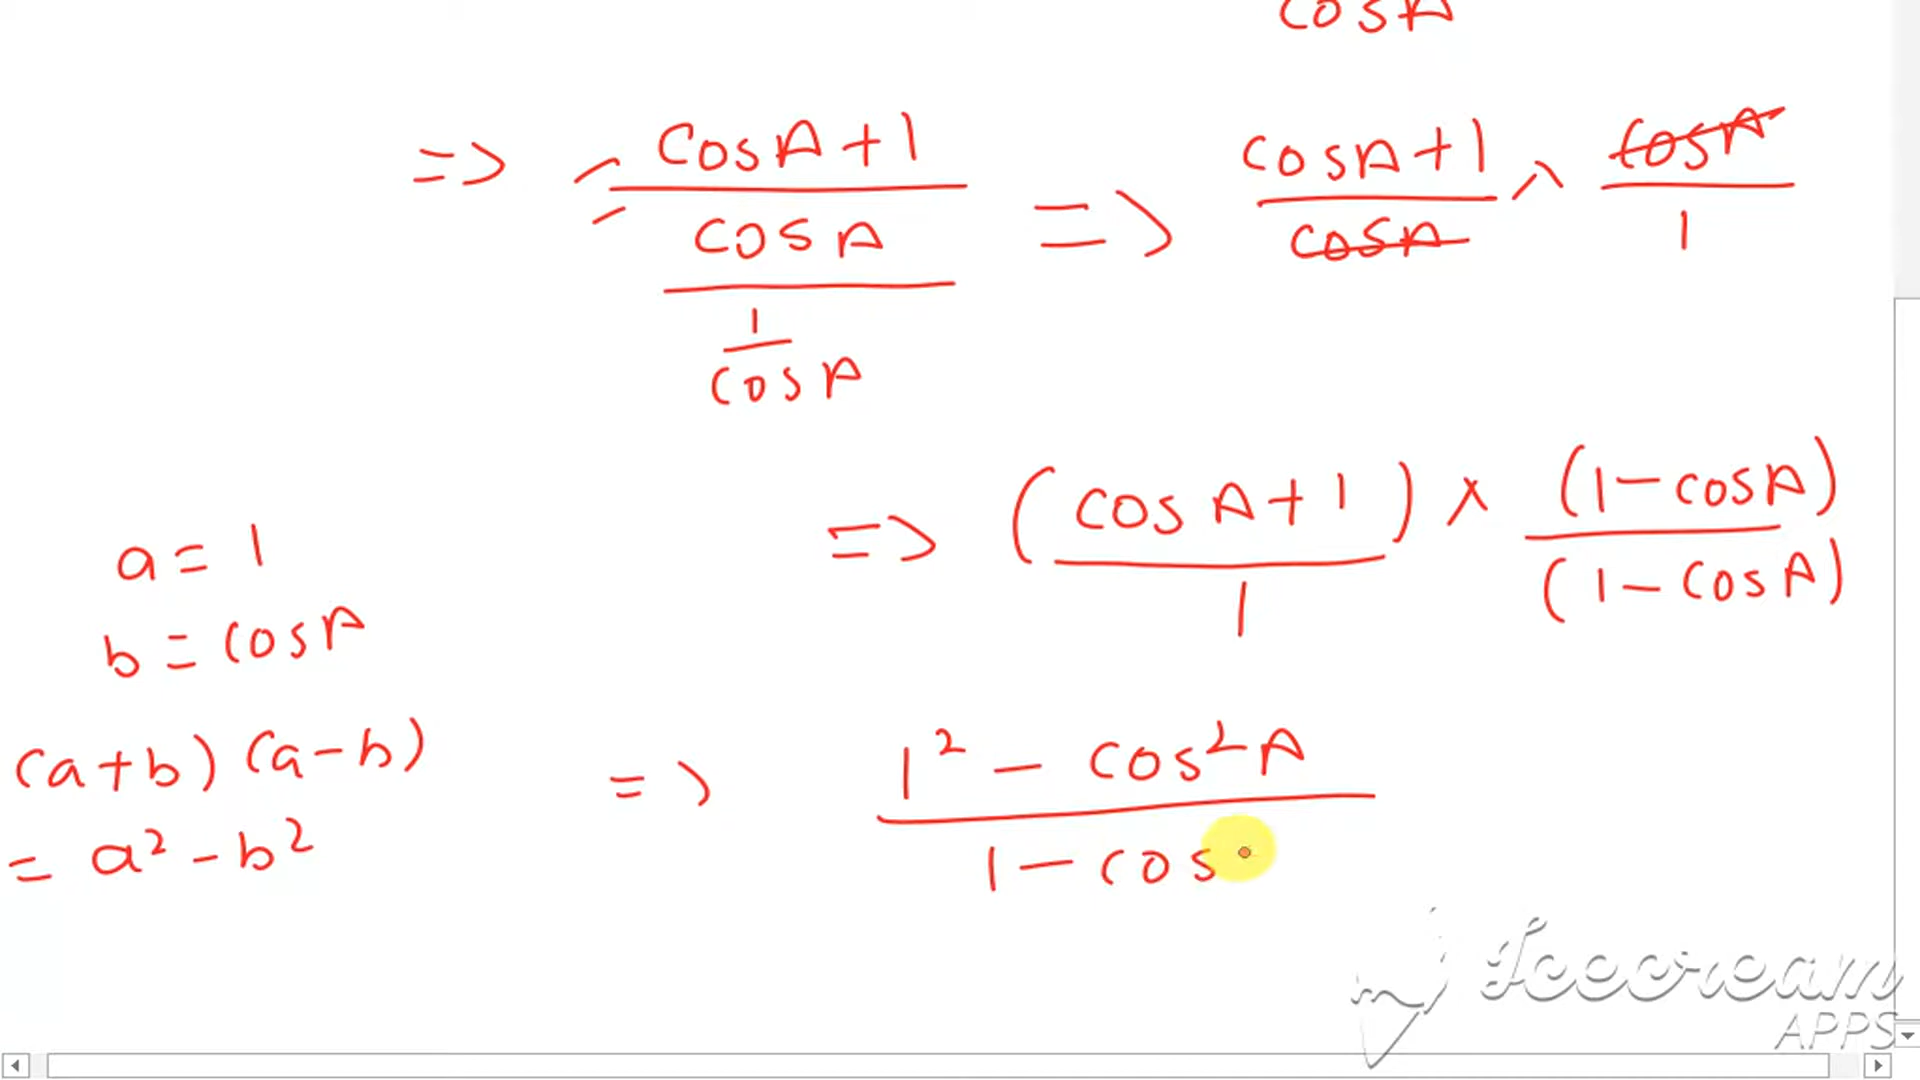 cosA
=> cosA+1 => cosA+1 × cosA
cosA cosA 1
1
cosA
=> (cosA+1) × (1-cosA)
1 (1-cosA)
a = 1
b = cosA
(a+b) (a-b) => 1² - cos²A
= a² - b² 1 - cos
Icecream
APPS